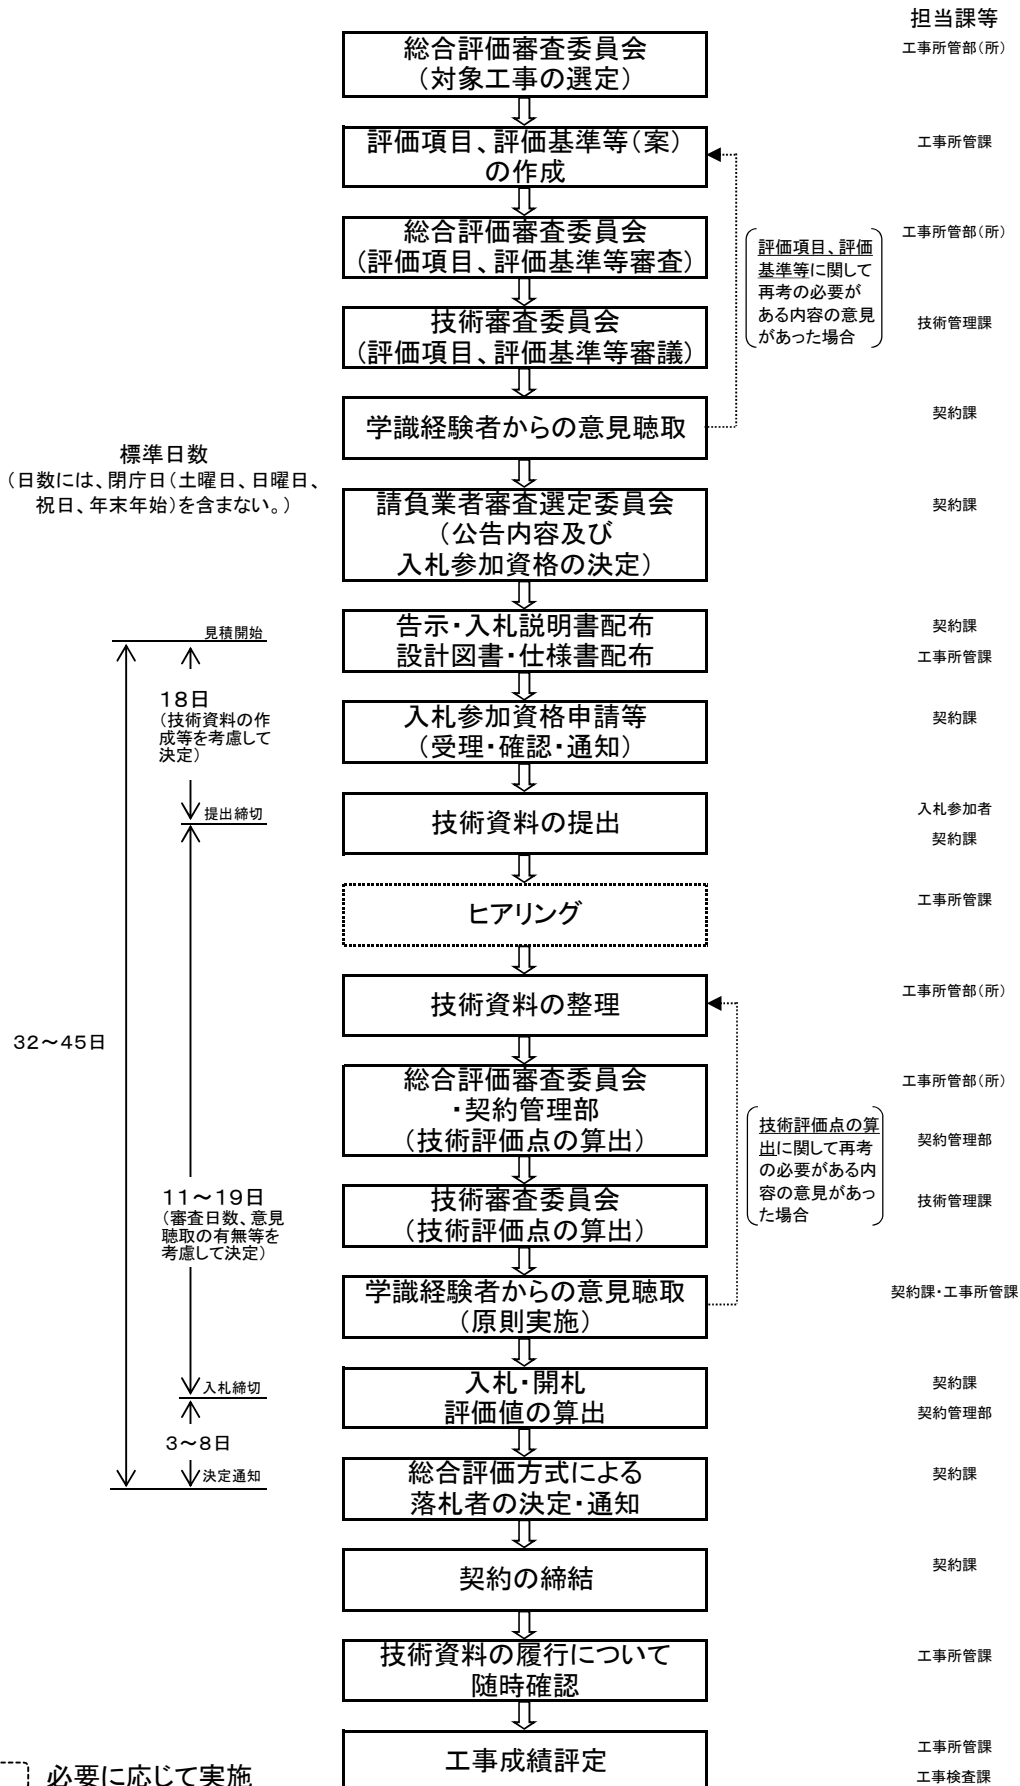 担当課等
総合評価審査委員会
（対象工事の選定）
工事所管部（所）
評価項目、評価基準等（案）
の作成
工事所管課
総合評価審査委員会
（評価項目、評価基準等審査）
工事所管部（所）
評価項目、評価
基準等に関して
再考の必要が
ある内容の意見
があった場合
技術審査委員会
（評価項目、評価基準等審議）
技術管理課
学識経験者からの意見聴取
契約課
標準日数
（日数には、閉庁日（土曜日、日曜日、
祝日、年末年始）を含まない。）
請負業者審査選定委員会
（公告内容及び
入札参加資格の決定）
契約課
見積開始
告示・入札説明書配布
設計図書・仕様書配布
契約課
工事所管課
18日
（技術資料の作
成等を考慮して
決定）
入札参加資格申請等
（受理・確認・通知）
契約課
提出締切
技術資料の提出
入札参加者
契約課
ヒアリング
工事所管課
技術資料の整理
工事所管部（所）
32～45日
総合評価審査委員会
・契約管理部
（技術評価点の算出）
工事所管部（所）
契約管理部
技術評価点の算
出に関して再考
の必要がある内
容の意見があっ
た場合
11～19日
（審査日数、意見
聴取の有無等を
考慮して決定）
技術審査委員会
（技術評価点の算出）
技術管理課
学識経験者からの意見聴取
（原則実施）
契約課・工事所管課
入札締切
入札・開札
評価値の算出
契約課
契約管理部
3～8日
決定通知
総合評価方式による
落札者の決定・通知
契約課
契約の締結
契約課
技術資料の履行について
随時確認
工事所管課
工事成績評定
工事所管課
工事検査課
必要に応じて実施